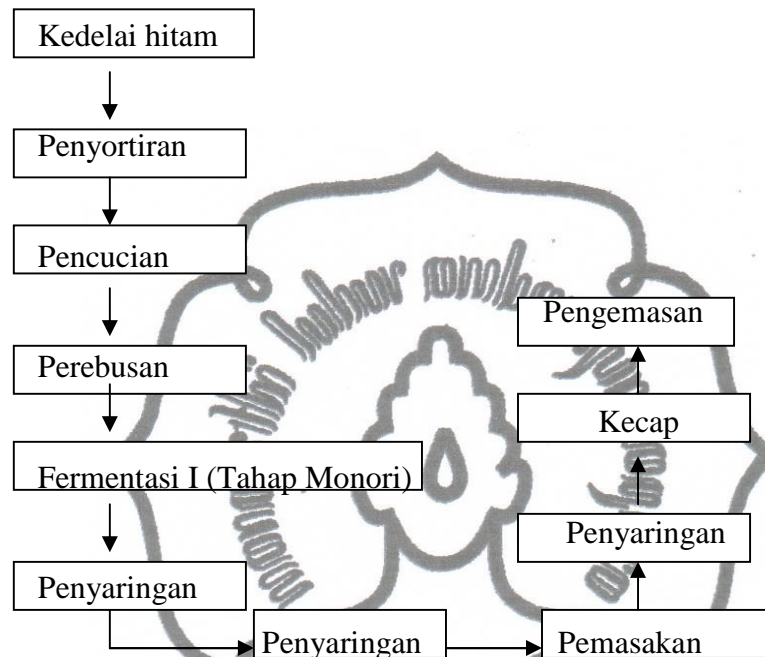 Kedelai hitam
Penyortiran
Pencucian
Perebusan
Fermentasi I (Tahap Monori)
Penyaringan
Penyaringan
Pemasakan
Penyaringan
Kecap
Pengemasan